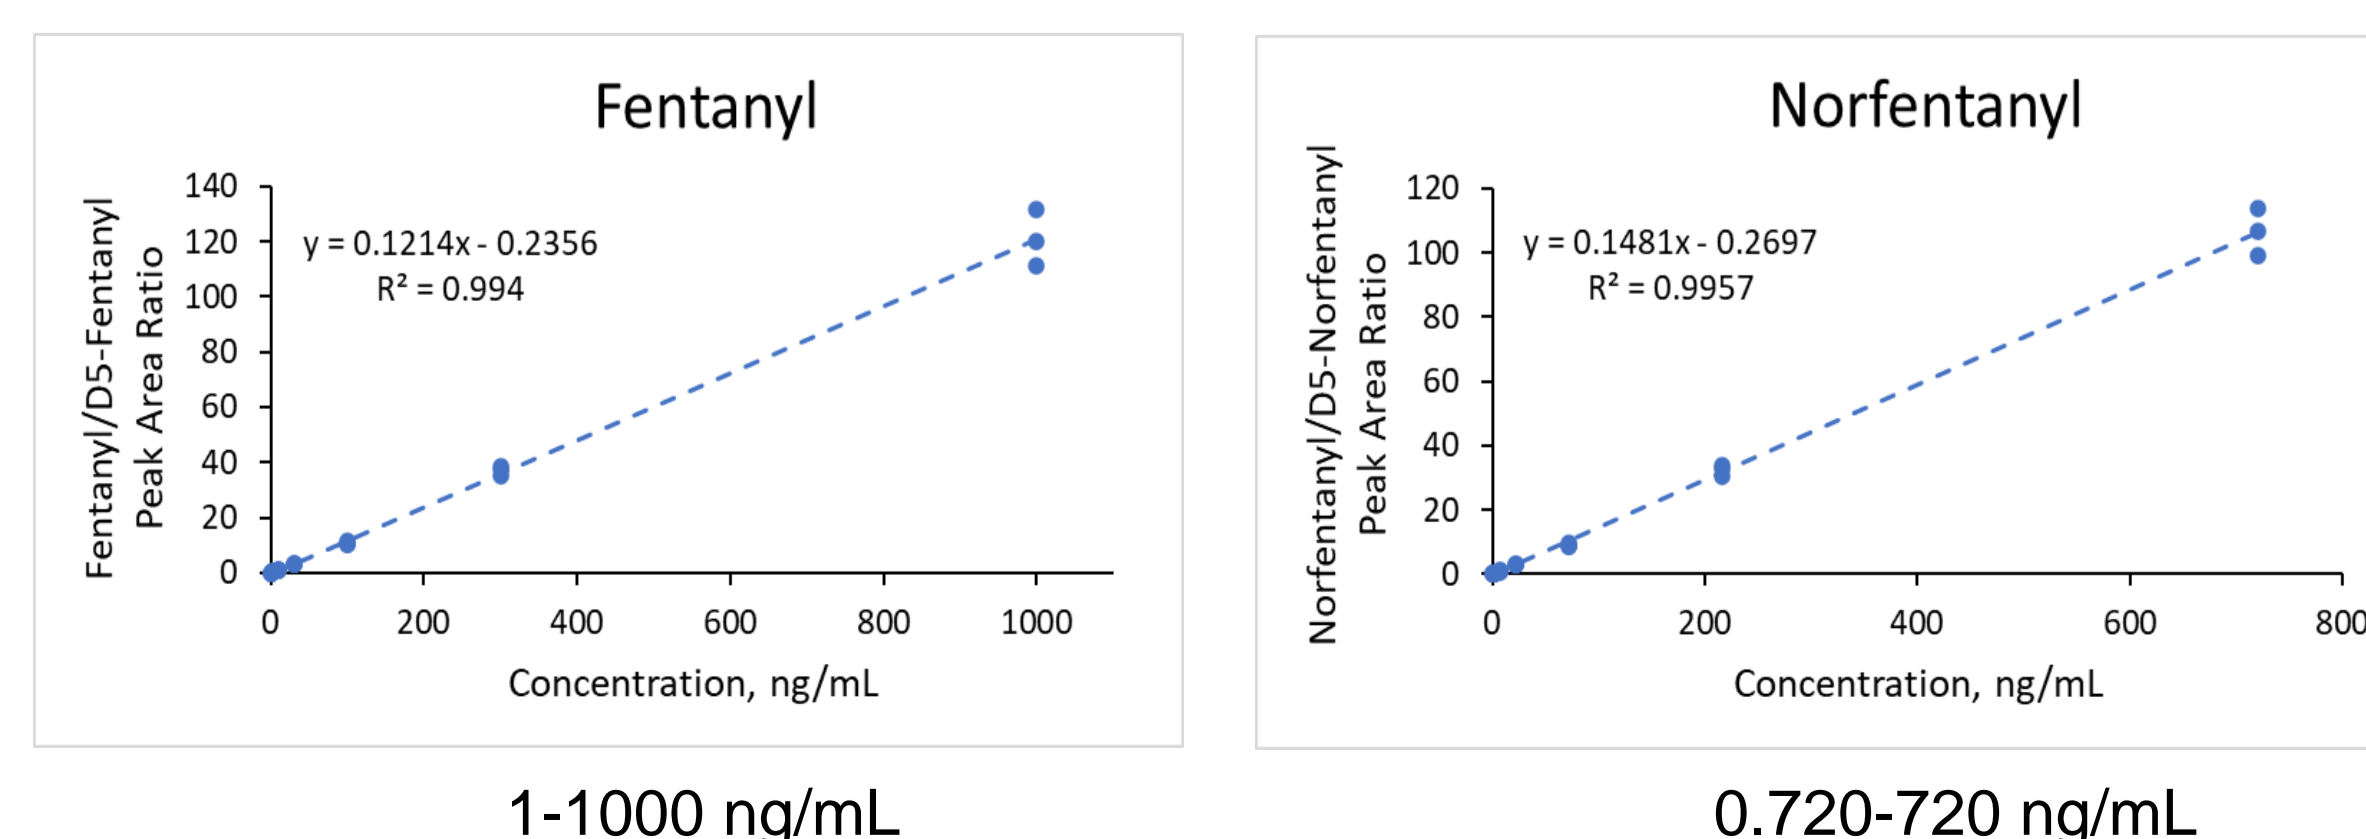 Fentanyl
Fentanyl/D5-Fentanyl
Peak Area Ratio
140
120
100
80
60
40
20
0
y = 0.1214x - 0.2356
R² = 0.994
0 200 400 600 800 1000
Concentration, ng/mL
1-1000 ng/mL
Norfentanyl
Norfentanyl/D5-Norfentanyl
Peak Area Ratio
120
100
80
60
40
20
0
y = 0.1481x - 0.2697
R² = 0.9957
0 200 400 600 800
Concentration, ng/mL
0.720-720 ng/mL